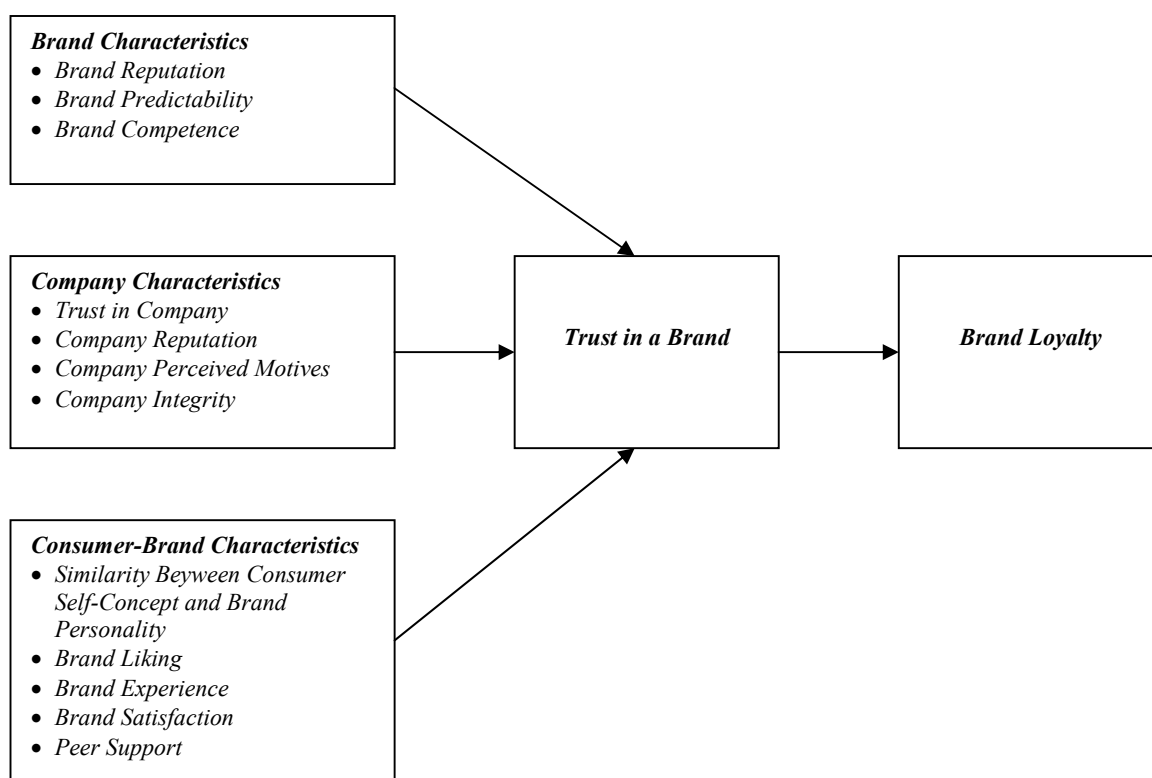 Brand Characteristics
• Brand Reputation
• Brand Predictability
• Brand Competence
Company Characteristics
• Trust in Company
• Company Reputation
• Company Perceived Motives
• Company Integrity
Trust in a Brand
Brand Loyalty
Consumer-Brand Characteristics
• Similarity Beyween Consumer
Self-Concept and Brand
Personality
• Brand Liking
• Brand Experience
• Brand Satisfaction
• Peer Support